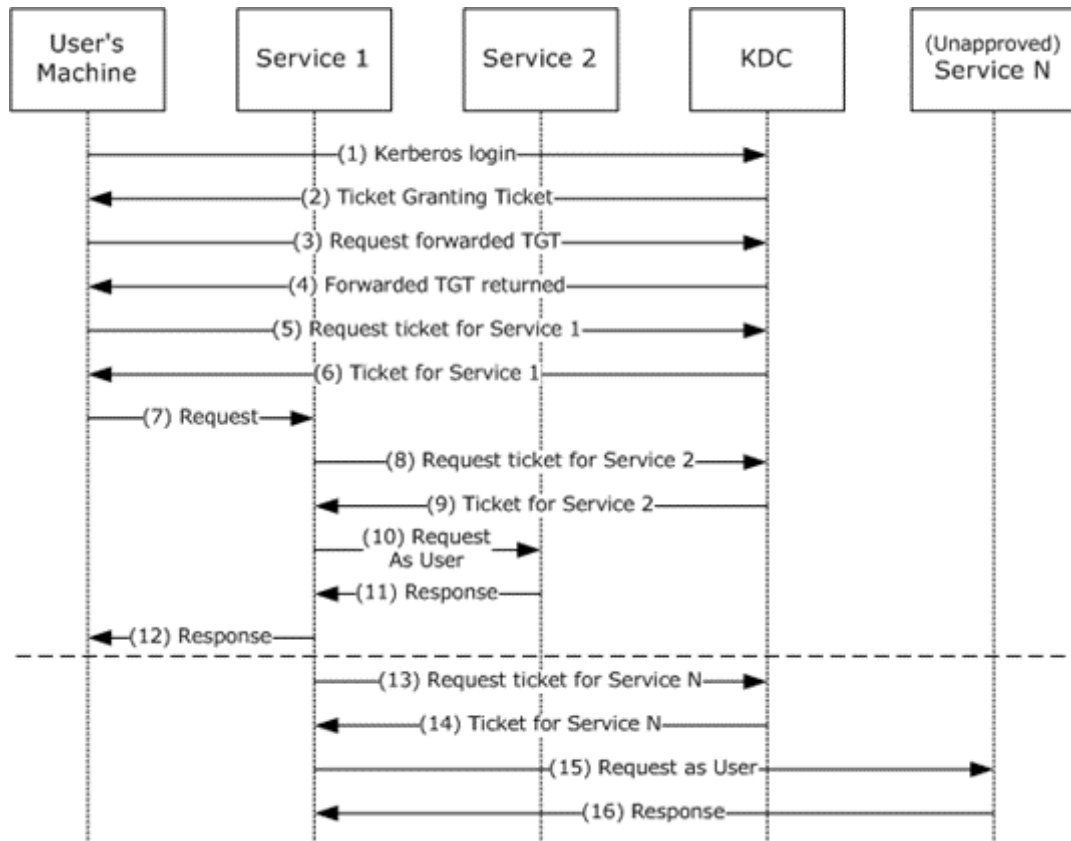 User's
Machine
Service 1
Service 2
KDC
(Unapproved)
Service N
(1) Kerberos login
(2) Ticket Granting Ticket
(3) Request forwarded TGT
(4) Forwarded TGT returned
(5) Request ticket for Service 1
(6) Ticket for Service 1
(7) Request
(8) Request ticket for Service 2
(9) Ticket for Service 2
(10) Request
As User
(11) Response
(12) Response
(13) Request ticket for Service N
(14) Ticket for Service N
(15) Request as User
(16) Response